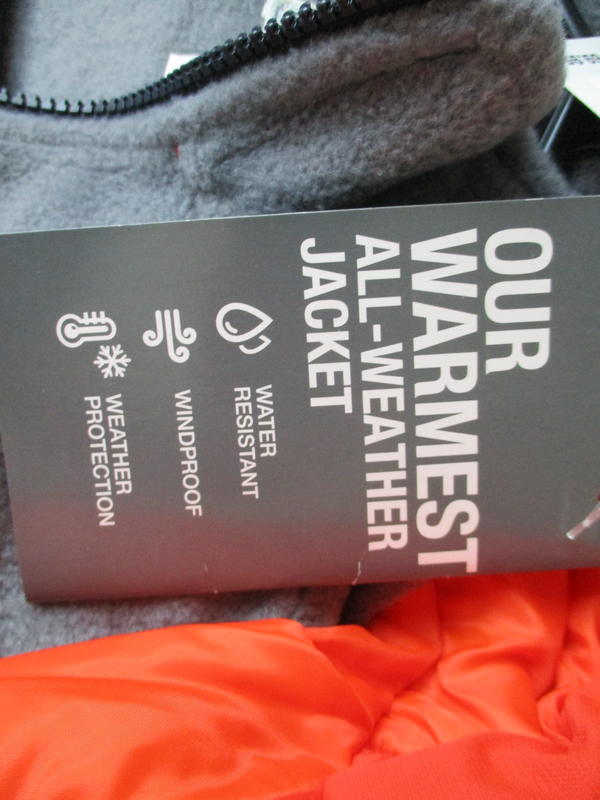 OUR
WARMEST
ALL-WEATHER
JACKET
WATER
RESISTANT
WINDPROOF
WEATHER
PROTECTION